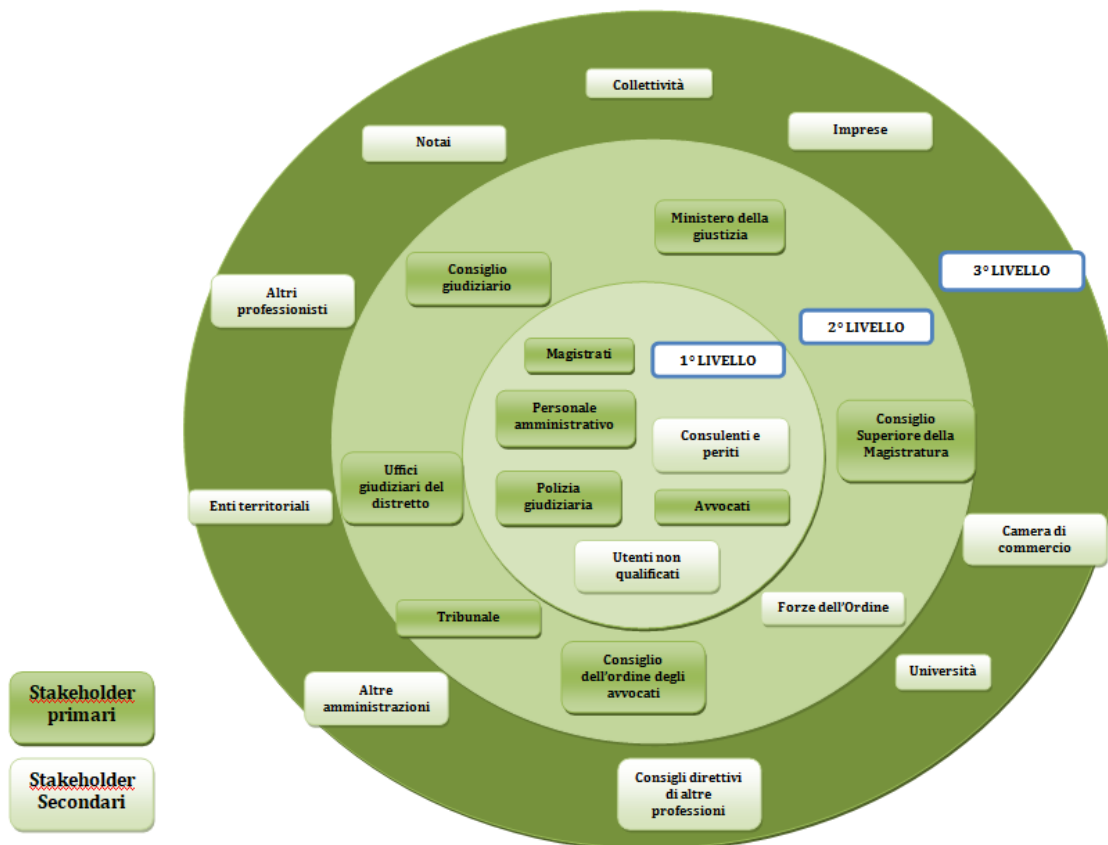 Collettività
Imprese
Notai
Ministero della
giustizia
Consiglio
giudiziario
3° LIVELLO
Altri
professionisti
2° LIVELLO
Magistrati
1° LIVELLO
Personale
amministrativo
Consulenti e
periti
Consiglio
Superiore della
Magistratura
Uffici
giudiziari del
distretto
Polizia
giudiziaria
Avvocati
Enti territoriali
Camera di
commercio
Utenti non
qualificati
Forze dell'Ordine
Tribunale
Consiglio
dell'ordine degli
avvocati
Università
Altre
amministrazioni
Stakeholder
primari
Stakeholder
Secondari
Consigli direttivi
di altre
professioni